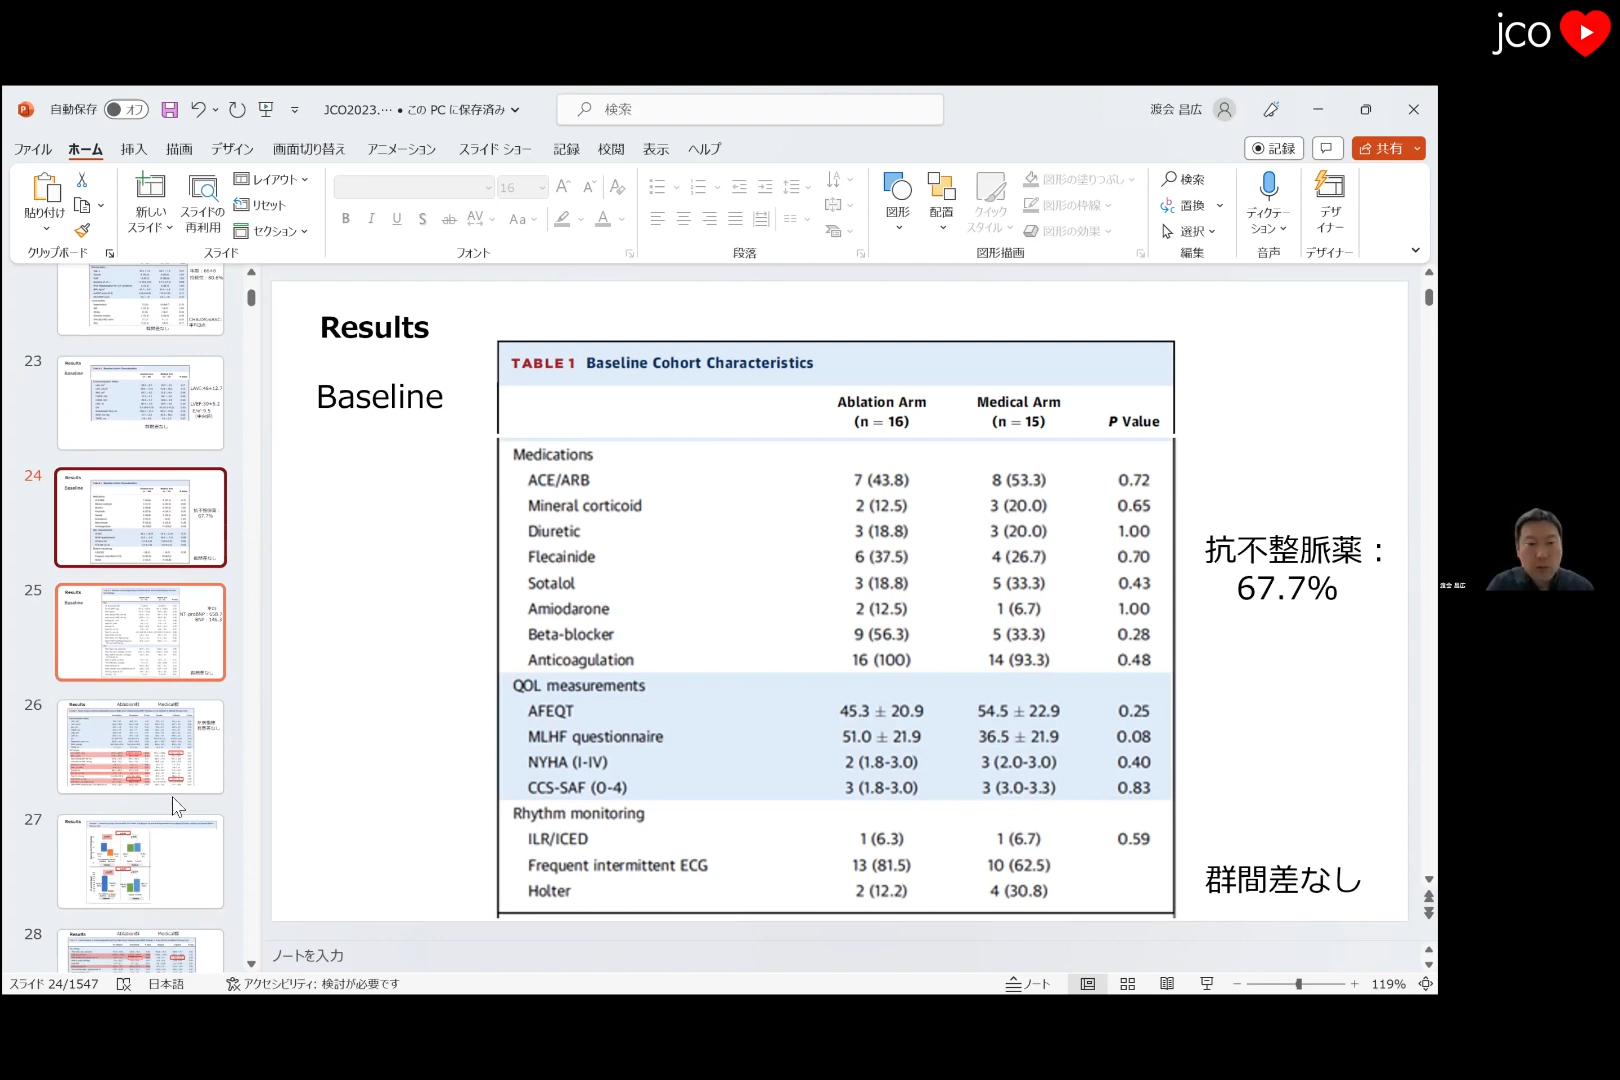 jco
自動保存 オフ JCO2023.… • この PC に保存済み 検索 渡会 昌広
ファイル ホーム 挿入 描画 デザイン 画面切り替え アニメーション スライド ショー 記録 校閲 表示 ヘルプ 記録 共有
貼り付け 新しい スライド スライドの 再利用 レイアウト リセット セクション 16 図形 配置 クイック スタイル 図形の塗りつぶし 図形の枠線 図形の効果 検索 置換 選択 ディクテー ション デザ イナー
クリップボード スライド フォント 段落 図形描画 編集 音声 デザイナー
23
24
25
26
27
28
Results
Baseline
TABLE 1 Baseline Cohort Characteristics
Ablation Arm (n = 16) Medical Arm (n = 15) P Value
Medications
ACE/ARB 7 (43.8) 8 (53.3) 0.72
Mineral corticoid 2 (12.5) 3 (20.0) 0.65
Diuretic 3 (18.8) 3 (20.0) 1.00
Flecainide 6 (37.5) 4 (26.7) 0.70
Sotalol 3 (18.8) 5 (33.3) 0.43
Amiodarone 2 (12.5) 1 (6.7) 1.00
Beta-blocker 9 (56.3) 5 (33.3) 0.28
Anticoagulation 16 (100) 14 (93.3) 0.48
QOL measurements
AFEQT 45.3 ± 20.9 54.5 ± 22.9 0.25
MLHF questionnaire 51.0 ± 21.9 36.5 ± 21.9 0.08
NYHA (I-IV) 2 (1.8-3.0) 3 (2.0-3.0) 0.40
CCS-SAF (0-4) 3 (1.8-3.0) 3 (3.0-3.3) 0.83
Rhythm monitoring
ILR/ICED 1 (6.3) 1 (6.7) 0.59
Frequent intermittent ECG 13 (81.5) 10 (62.5)
Holter 2 (12.2) 4 (30.8)
抗不整脈薬：
67.7%
群間差なし
渡会 昌広
ノートを入力
スライド 24/1547 日本語 アクセシビリティ: 検討が必要です ノート 119%